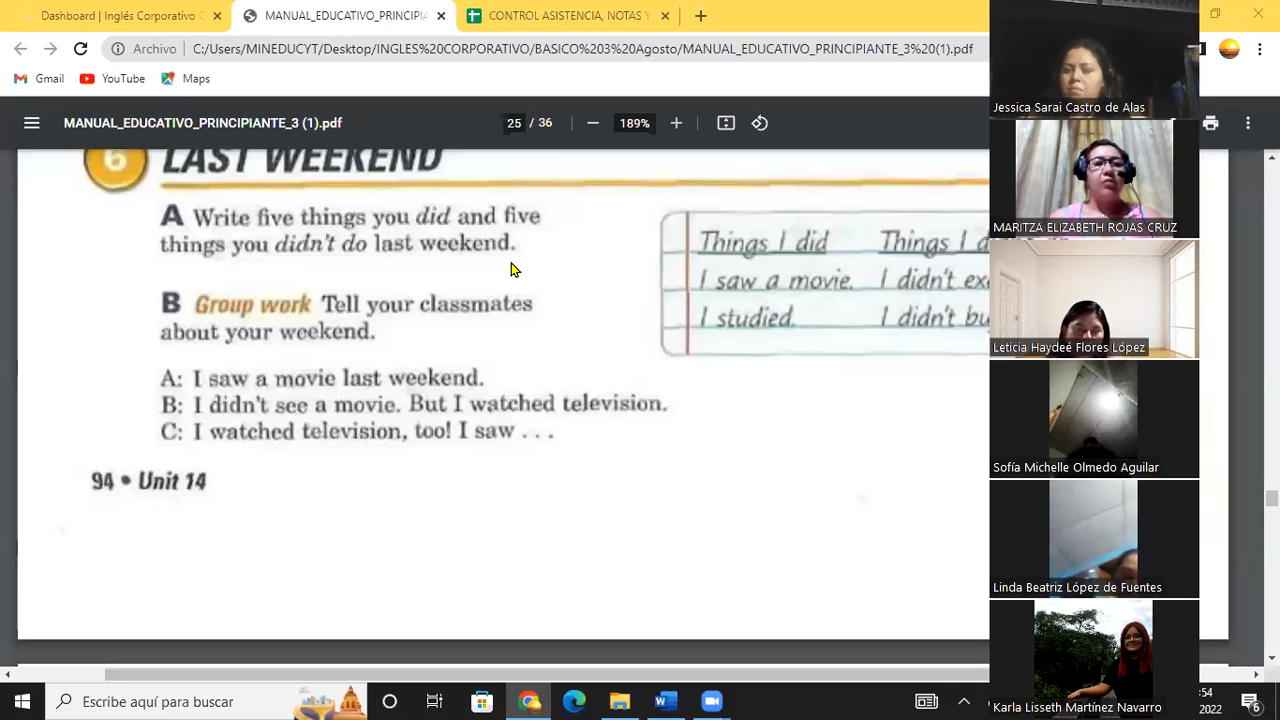 Dashboard | Inglés Corporativo
MANUAL_EDUCATIVO_PRINCIPIA
CONTROL ASISTENCIA, NOTAS Y
Archivo
C:/Users/MINEDUCYT/Desktop/INGLES%20CORPORATIVO/BASICO%203%20Agosto/MANUAL_EDUCATIVO_PRINCIPIANTE_3%20(1).pdf
Gmail
YouTube
Maps
MANUAL_EDUCATIVO_PRINCIPIANTE_3 (1).pdf
25 / 36
189%
6 LAST WEEKEND
A Write five things you did and five
things you didn't do last weekend.
B Group work Tell your classmates
about your weekend.
A: I saw a movie last weekend.
B: I didn't see a movie. But I watched television.
C: I watched television, too! I saw . . .
94 • Unit 14
Things I did Things I
I saw a movie. I didn't
I studied. I didn't
Jessica Sarai Castro de Alas
MARITZA ELIZABETH ROJAS CRUZ
Leticia Haydeé Flores López
Sofía Michelle Olmedo Aguilar
Linda Beatriz López de Fuentes
Karla Lisseth Martínez Navarro
Escribe aquí para buscar
:54
2022
6